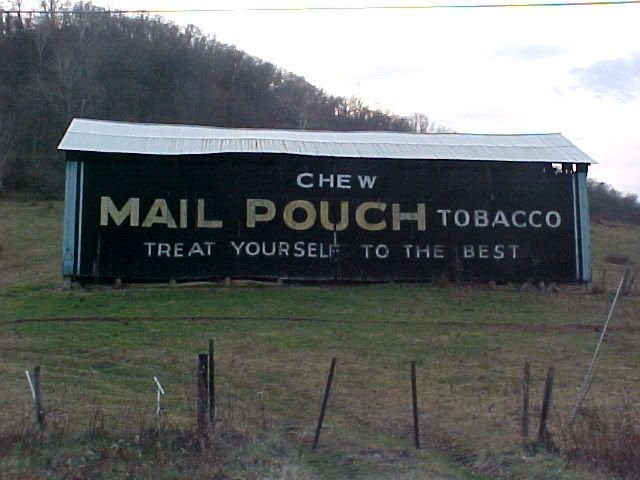 CHEW
MAIL POUCH TOBACCO
TREAT YOURSELF TO THE BEST